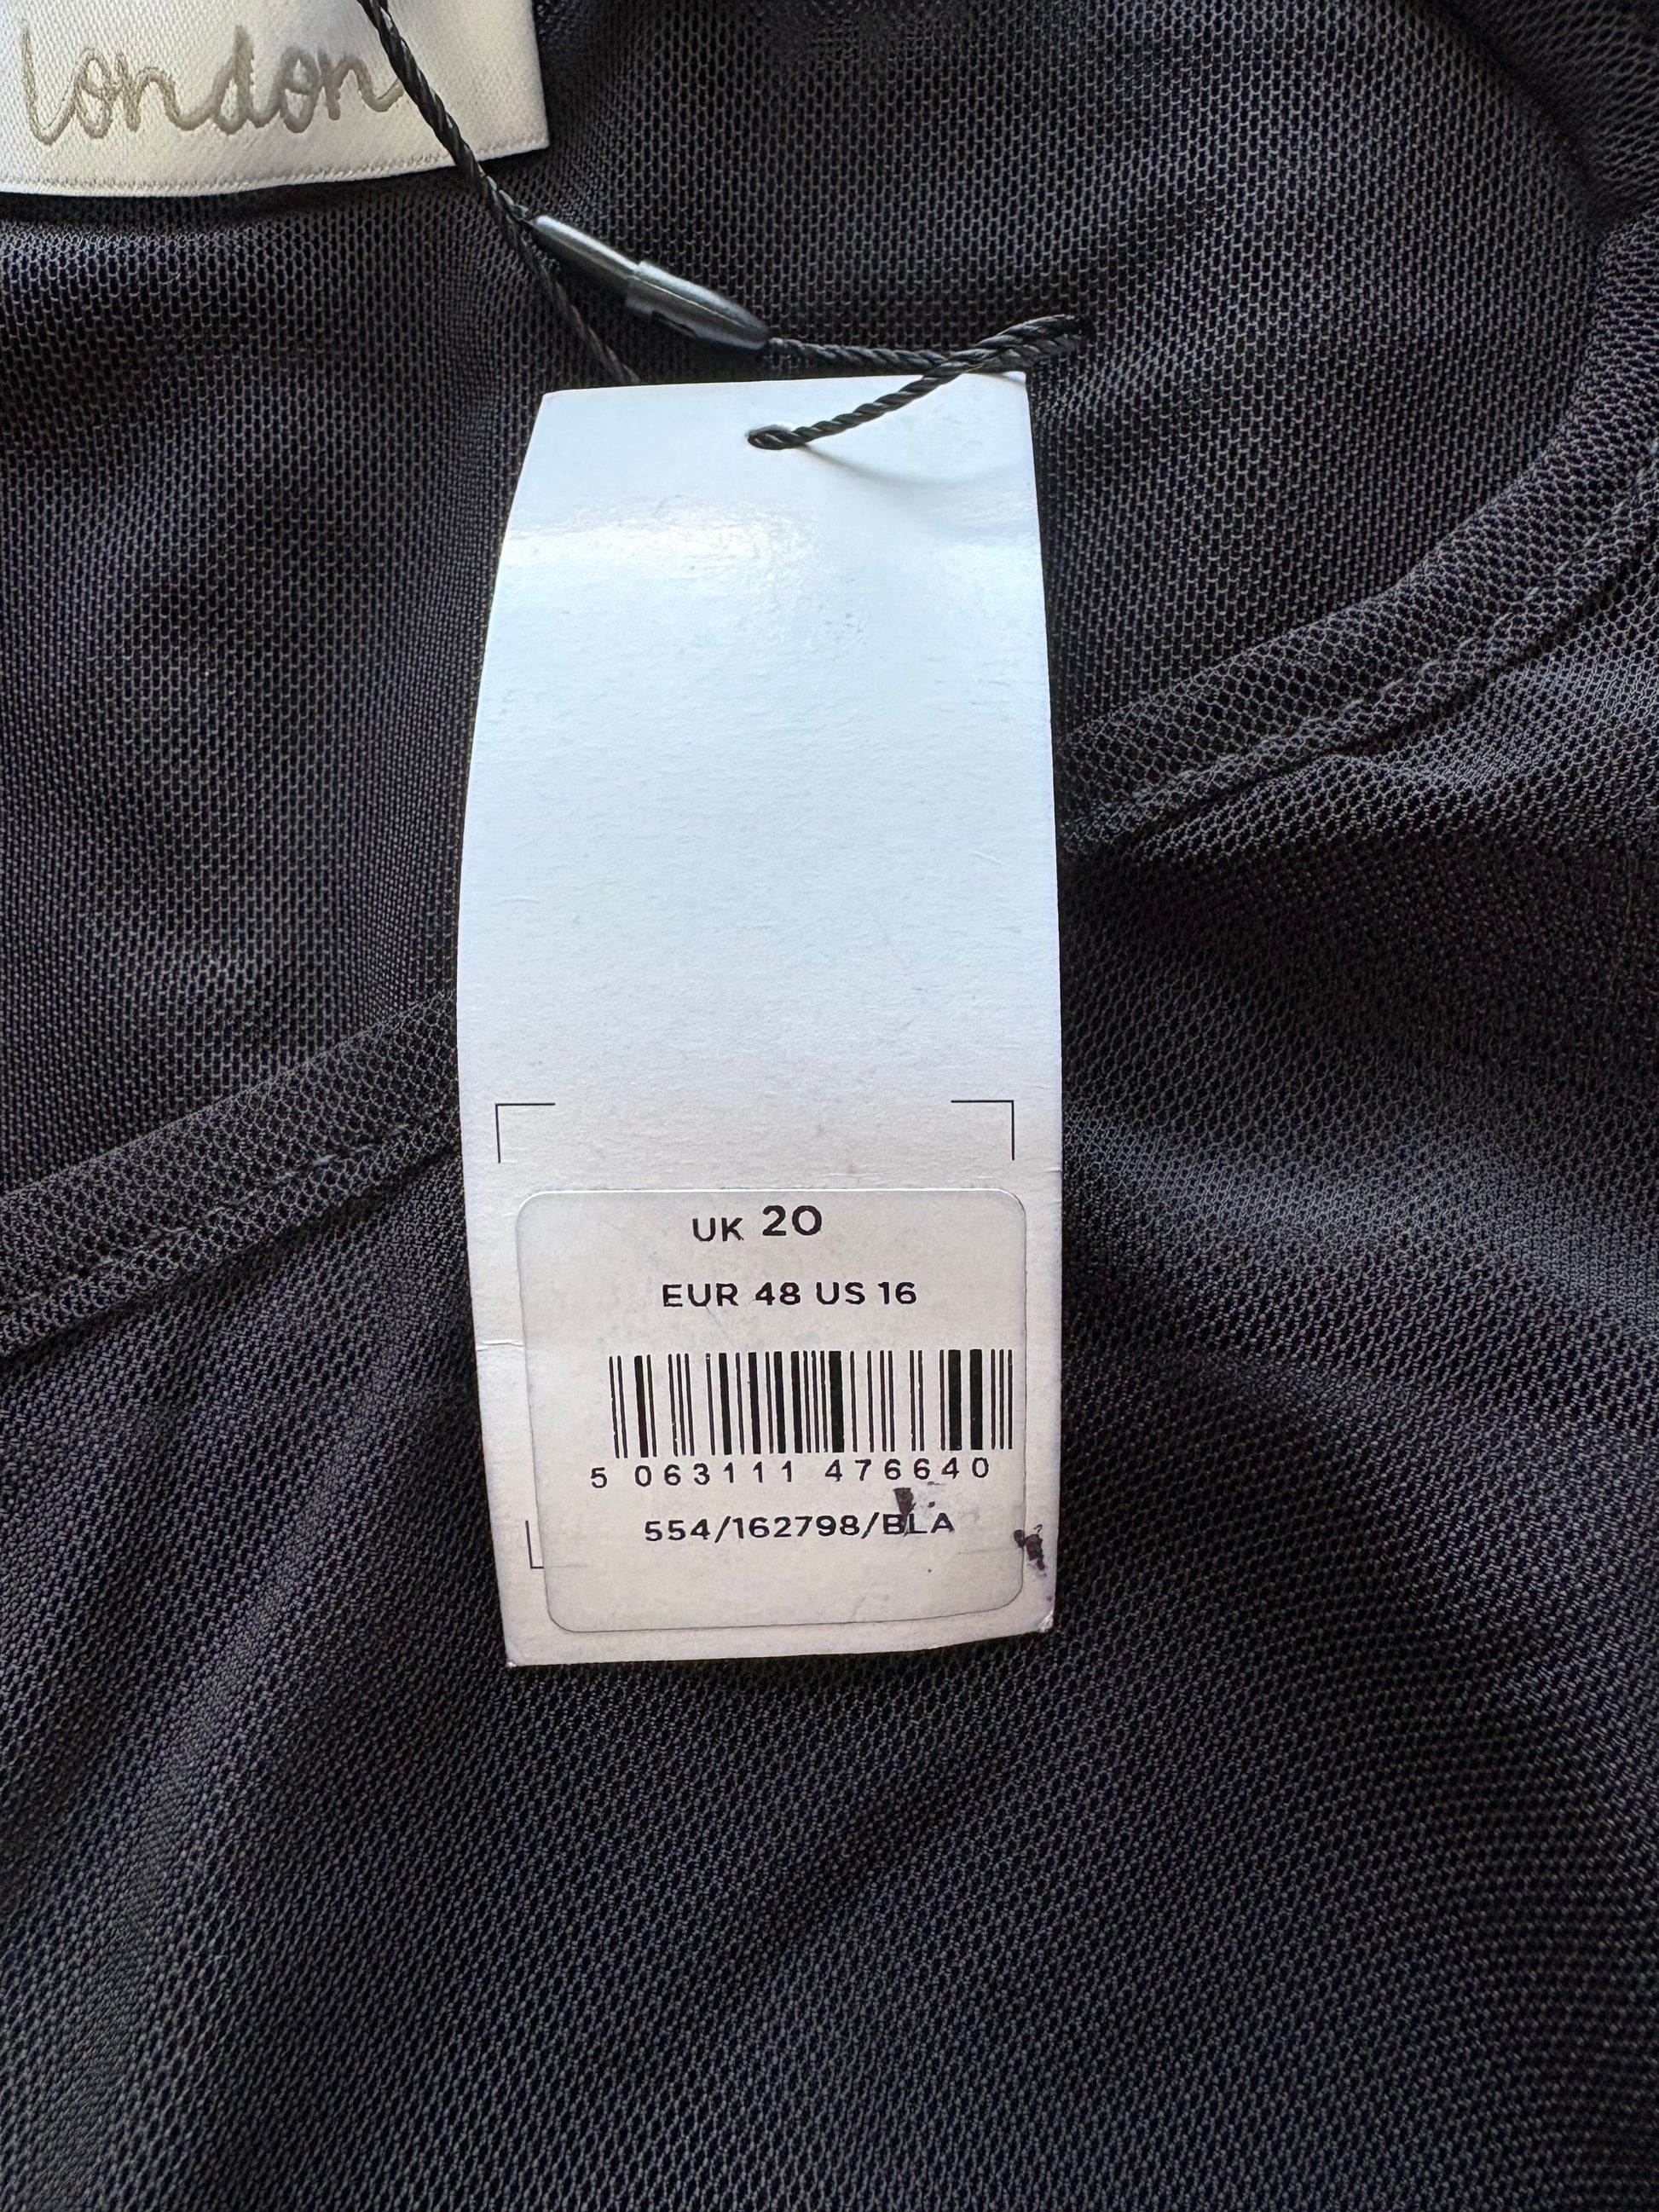 london
UK 20
EUR 48 US 16
5 063111 476640
554/162798/BLA